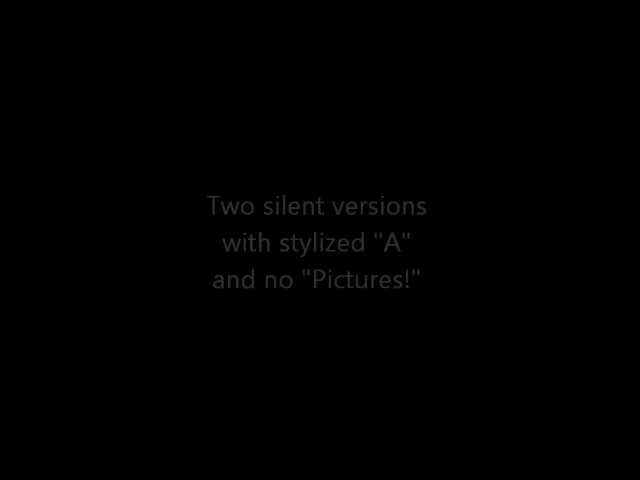 Two silent versions
with stylized "A"
and no "Pictures!"